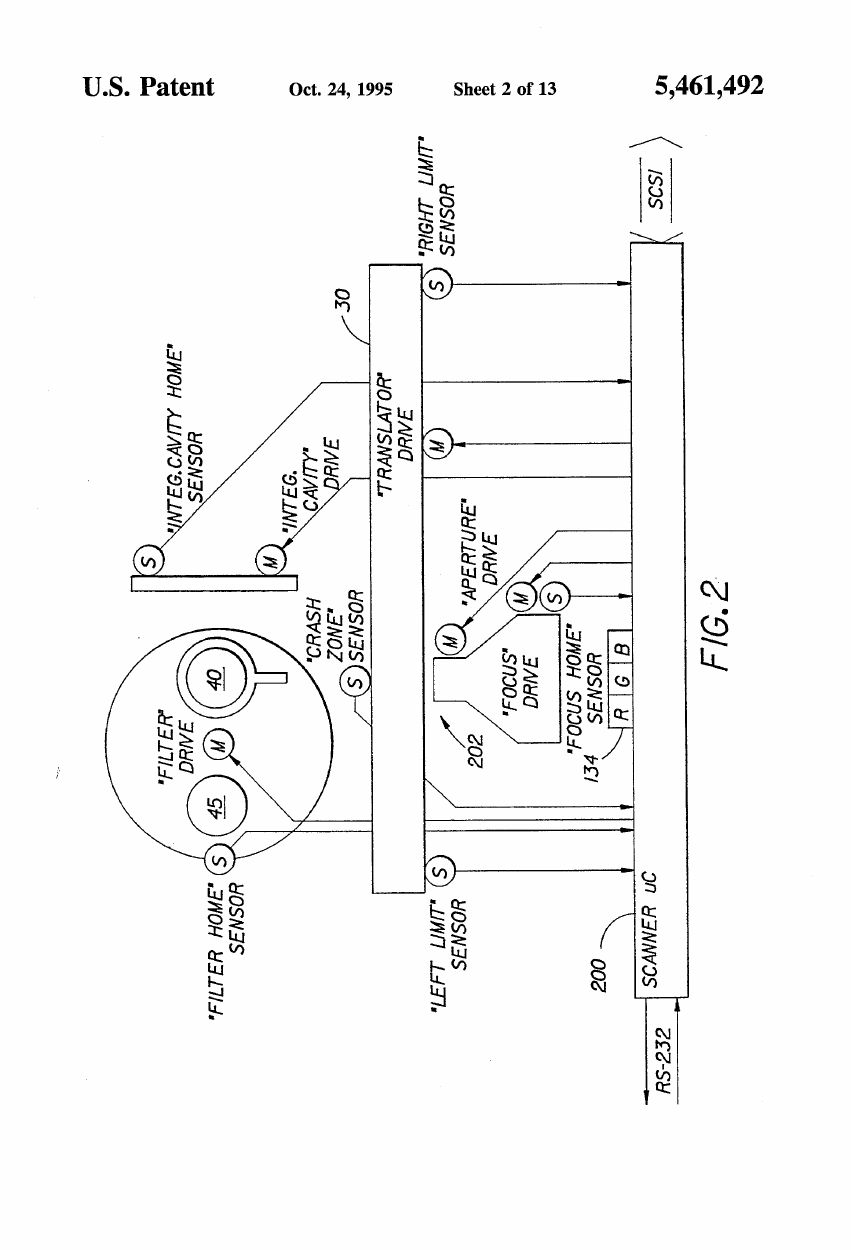 U.S. Patent Oct. 24, 1995 Sheet 2 of 13 5,461,492
"FILTER HOME"
SENSOR
S
45
"FILTER"
DRIVE
M
40
S
"INTEG.CAVITY HOME"
SENSOR
M
"INTEG.
CAVITY"
DRIVE
"CRASH
ZONE"
SENSOR
S
30
"TRANSLATOR"
DRIVE
"LEFT LIMIT"
SENSOR
S
M
S
"RIGHT LIMIT"
SENSOR
202
M
"APERTURE"
DRIVE
"FOCUS"
DRIVE
M
S
"FOCUS HOME"
SENSOR
134
R G B
200
SCANNER uC
RS-232
SCSI
FIG. 2